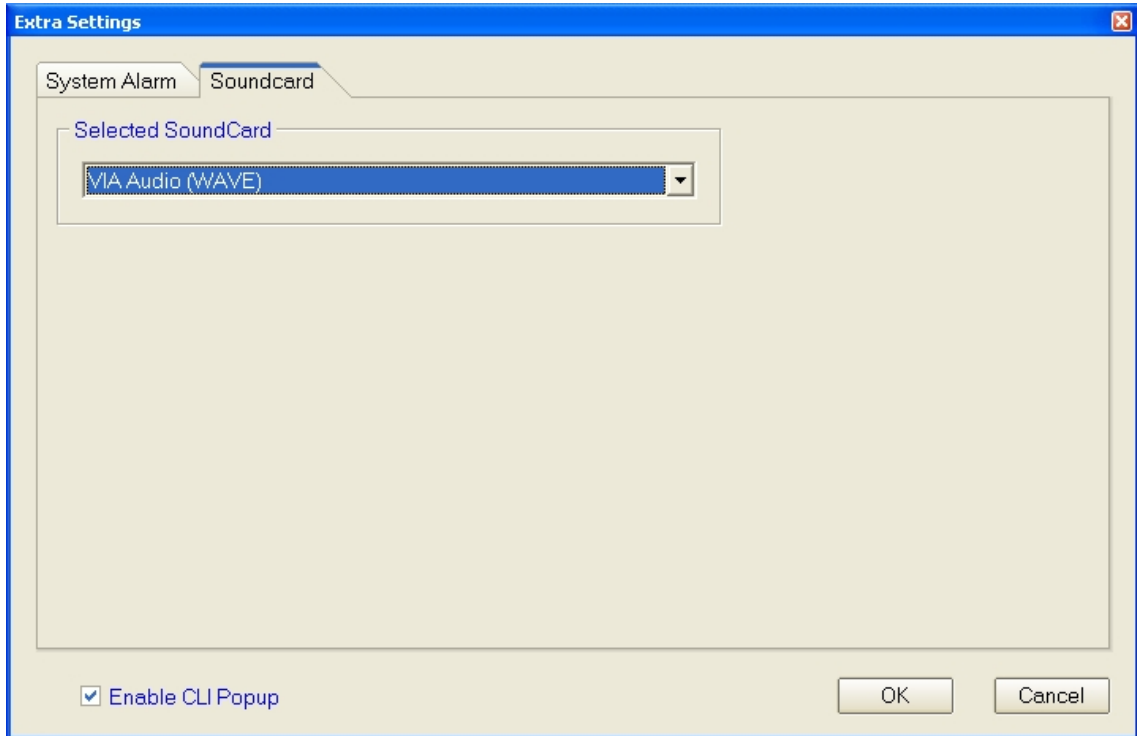 Extra Settings
System Alarm
Soundcard
Selected SoundCard
VIA Audio (WAVE)
Enable CLI Popup
OK
Cancel